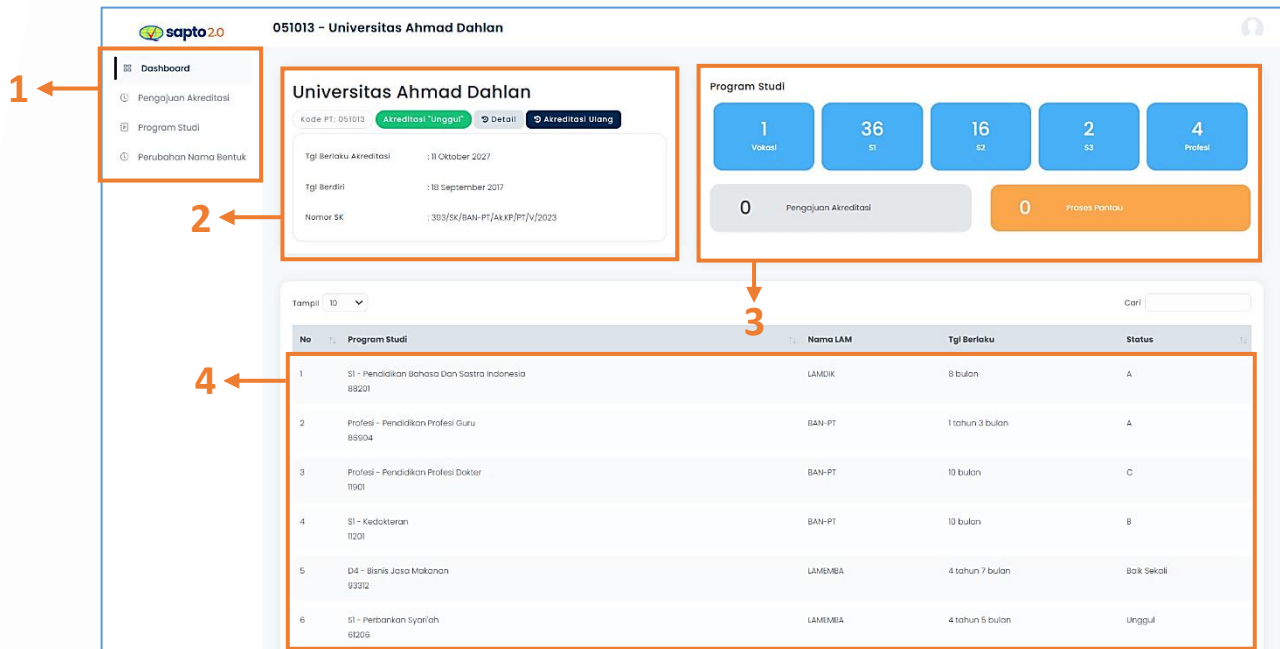 sapto 2.0
051013 - Universitas Ahmad Dahlan
1
Dashboard
Pengajuan Akreditasi
Program Studi
Perubahan Nama Bentuk
Universitas Ahmad Dahlan
Kode PT: 051013 Akreditasi "Unggul" Detail Akreditasi Ulang
Tgl Berlaku Akreditasi : 11 Oktober 2027
Tgl Berdiri : 18 September 2017
Nomor SK : 393/SK/BAN-PT/Ak.KP/PT/V/2023
2
Program Studi
1 36 16 2 4
Vokasi S1 S2 S3 Profesi
0 Pengajuan Akreditasi 0 Proses Pantau
3
Tampil 10 Cari
No Program Studi Nama LAM Tgl Berlaku Status
4
1 S1 - Pendidikan Bahasa Dan Sastra Indonesia LAMDIK 8 bulan A
88201
2 Profesi - Pendidikan Profesi Guru BAN-PT 1 tahun 3 bulan A
86904
3 Profesi - Pendidikan Profesi Dokter BAN-PT 10 bulan C
11901
4 S1 - Kedokteran BAN-PT 10 bulan B
11201
5 D4 - Bisnis Jasa Makanan LAMEMBA 4 tahun 7 bulan Baik Sekali
93312
6 S1 - Perbankan Syari'ah LAMEMBA 4 tahun 5 bulan Unggul
61206